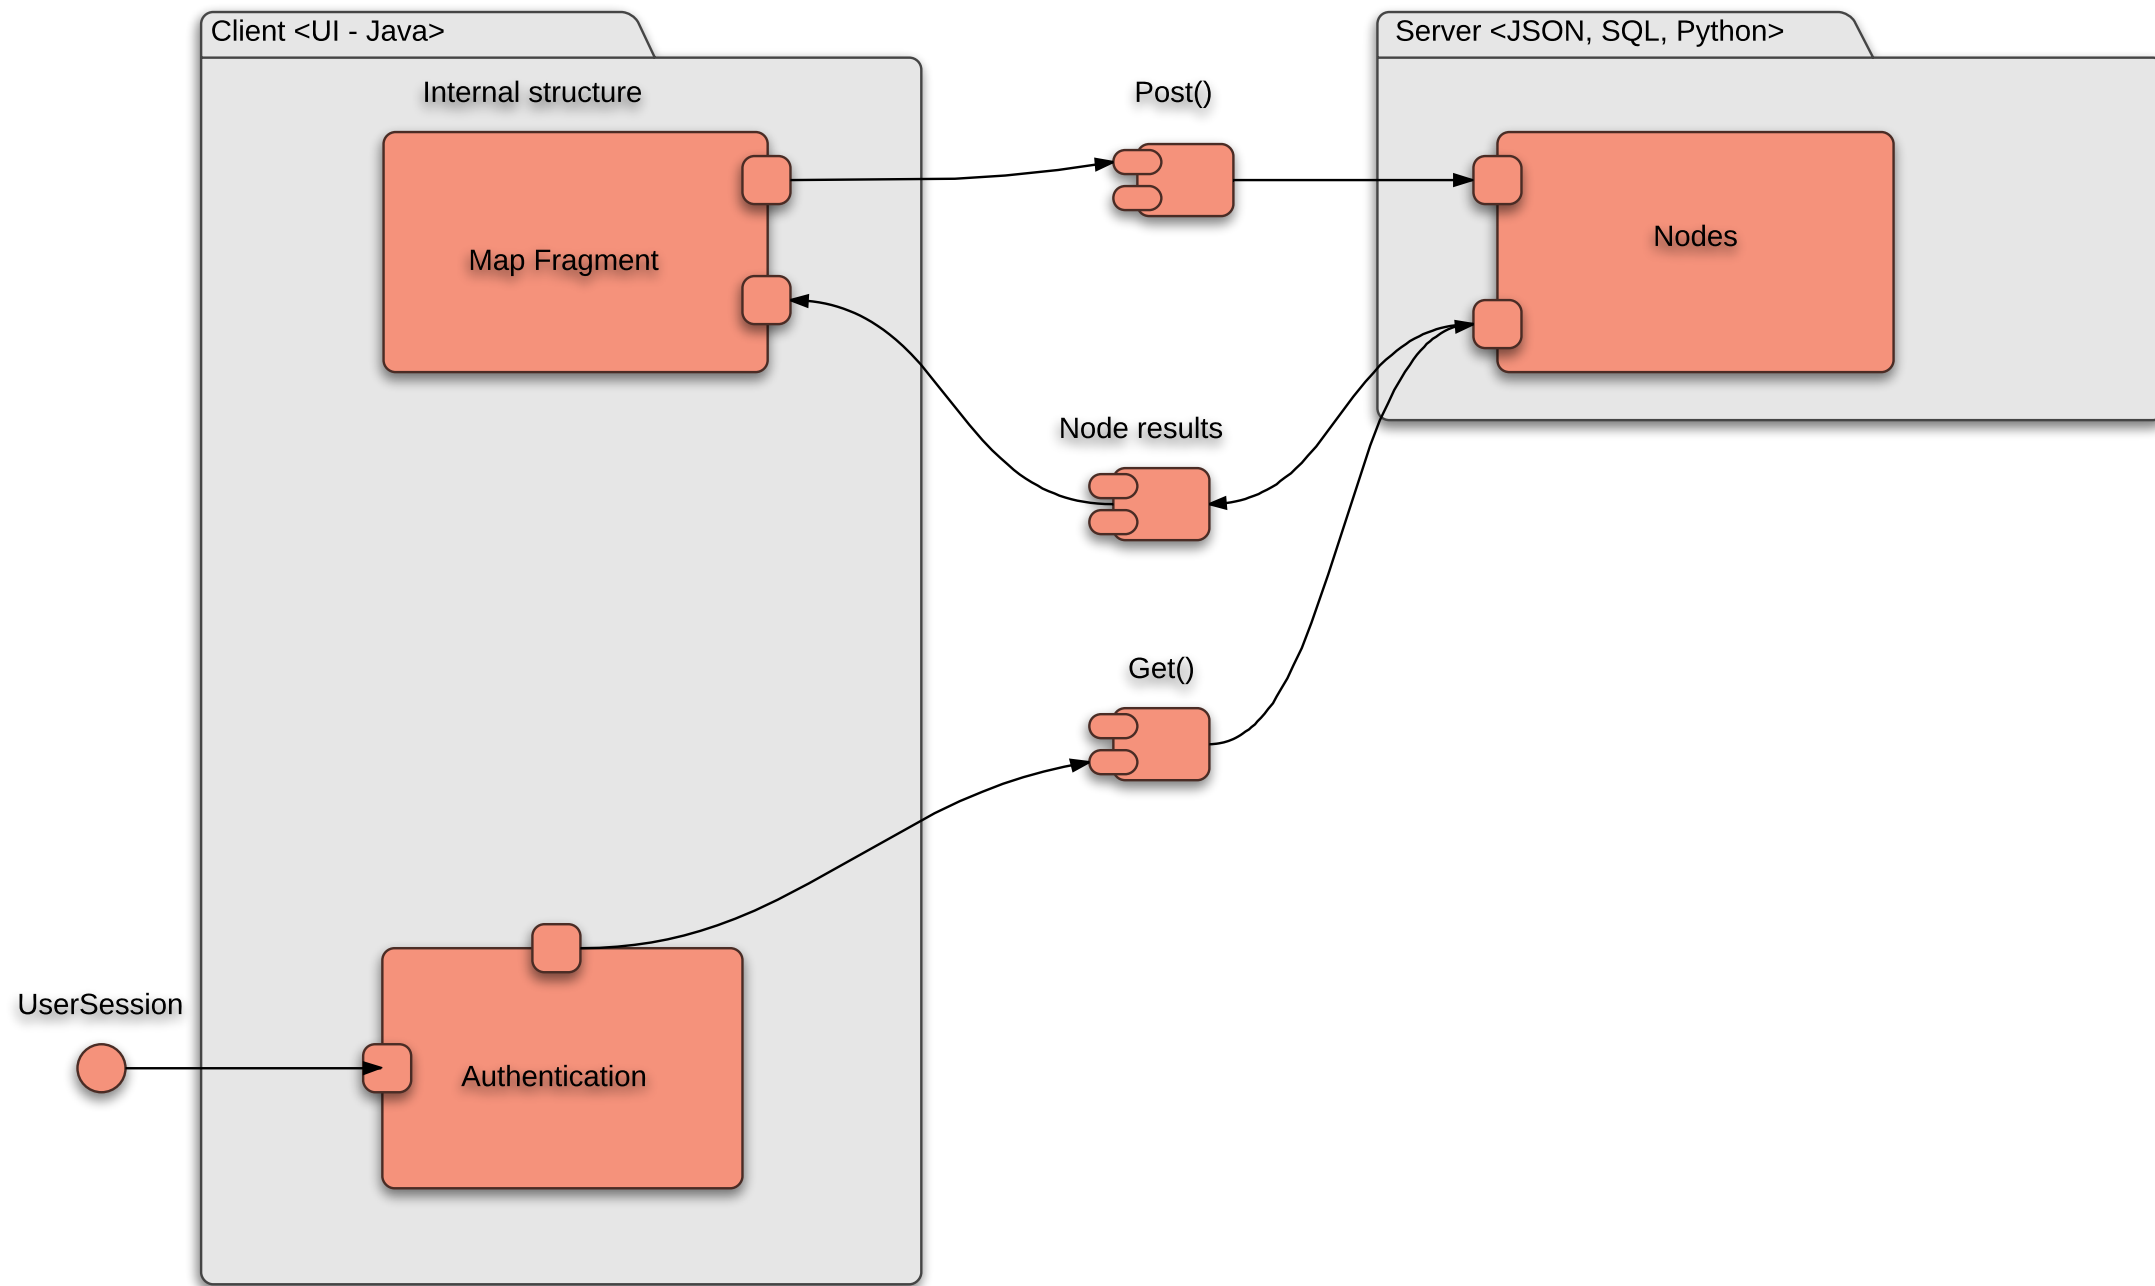 Client <UI - Java>
Server <JSON, SQL, Python>
Internal structure
Post()
Map Fragment
Nodes
Node results
Get()
UserSession
Authentication